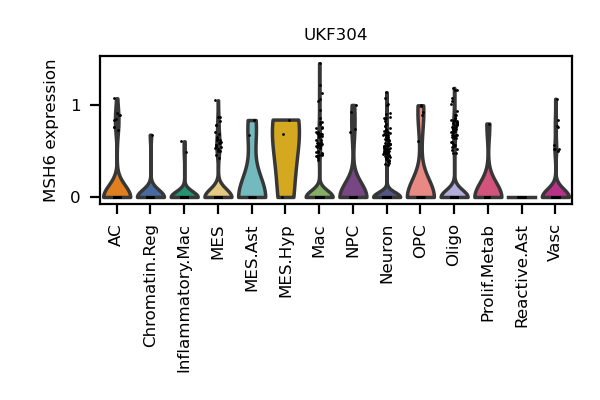 UKF304
MSH6 expression
1
0
AC
Chromatin.Reg
Inflammatory.Mac
MES
MES.Ast
MES.Hyp
Mac
NPC
Neuron
OPC
Oligo
Prolif.Metab
Reactive.Ast
Vasc